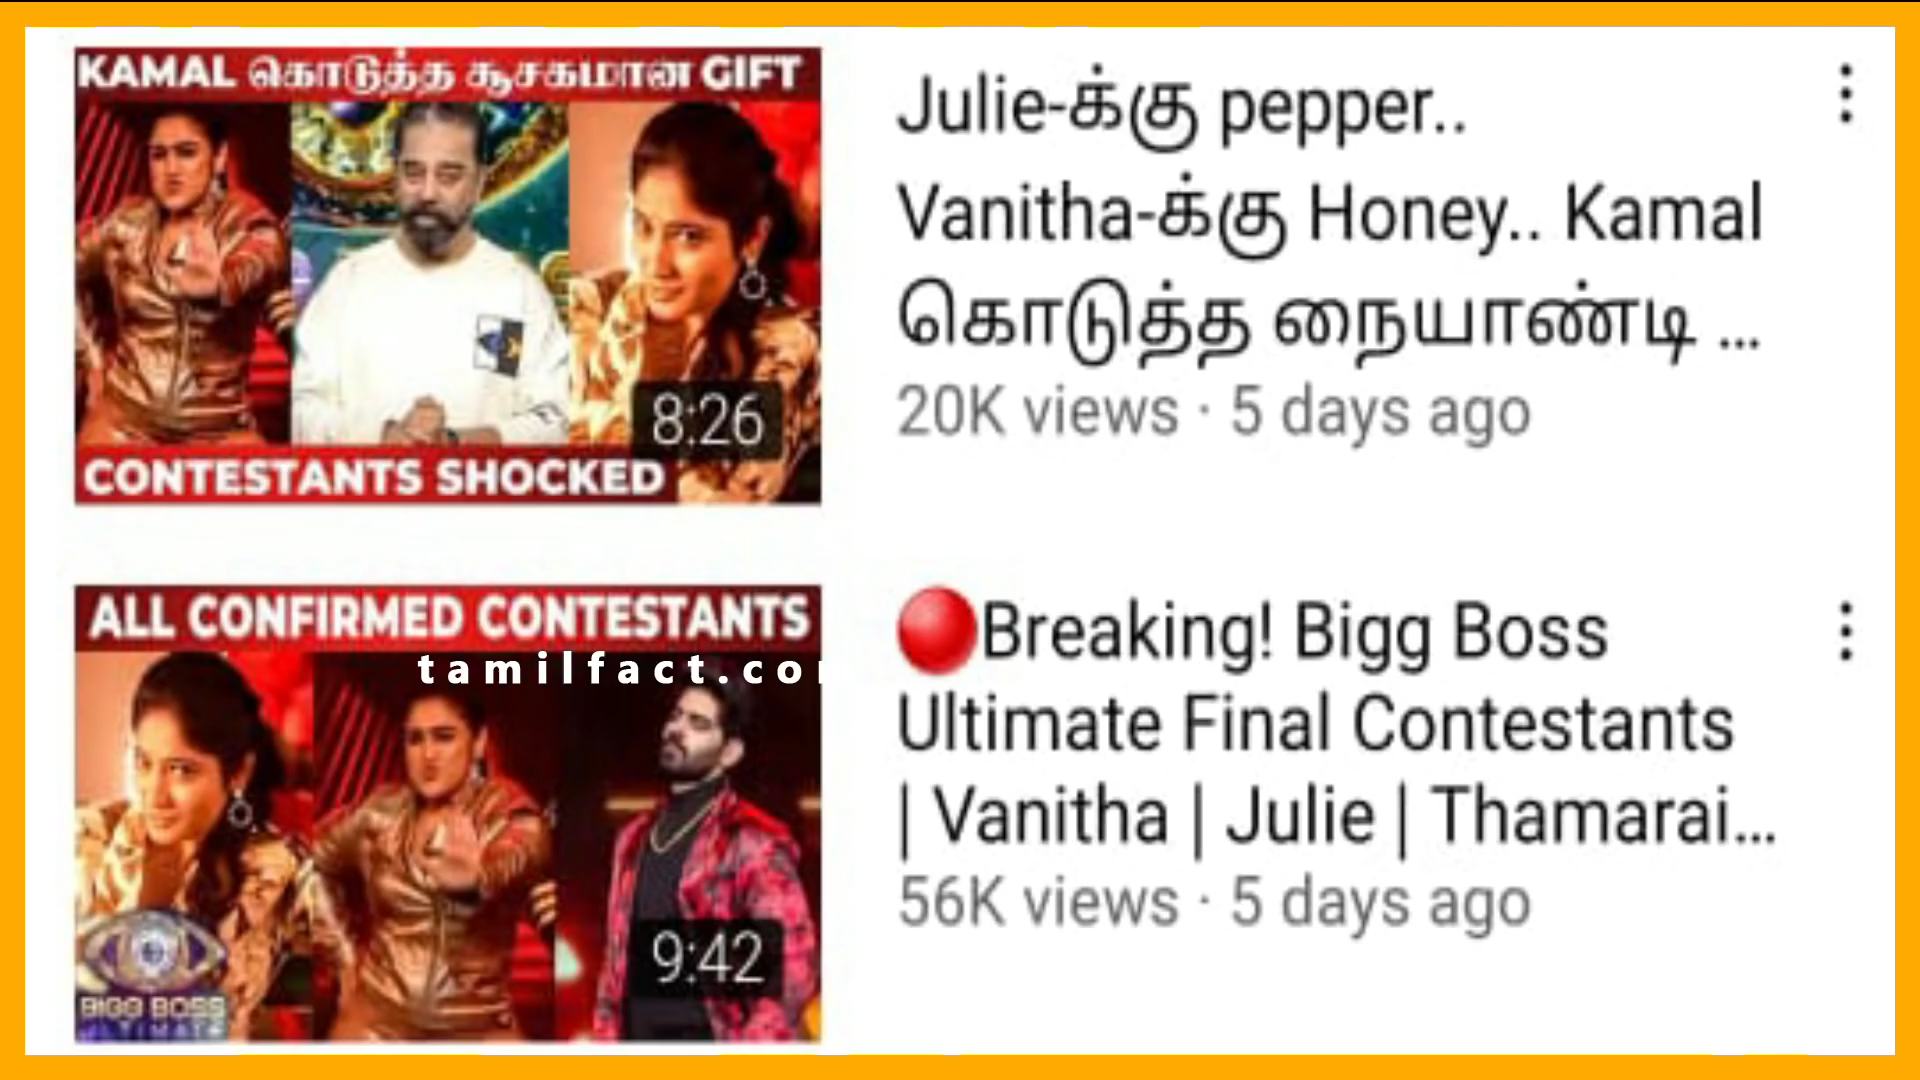 KAMAL கொடுத்த சூசகமான GIFT
8:26
CONTESTANTS SHOCKED
Julie-க்கு pepper..
Vanitha-க்கு Honey.. Kamal
கொடுத்த நையாண்டி ...
20K views · 5 days ago
ALL CONFIRMED CONTESTANTS
tamilfact.co
9:42
BIGG BOSS
ULTIMATE
🔴Breaking! Bigg Boss
Ultimate Final Contestants
| Vanitha | Julie | Thamarai...
56K views · 5 days ago